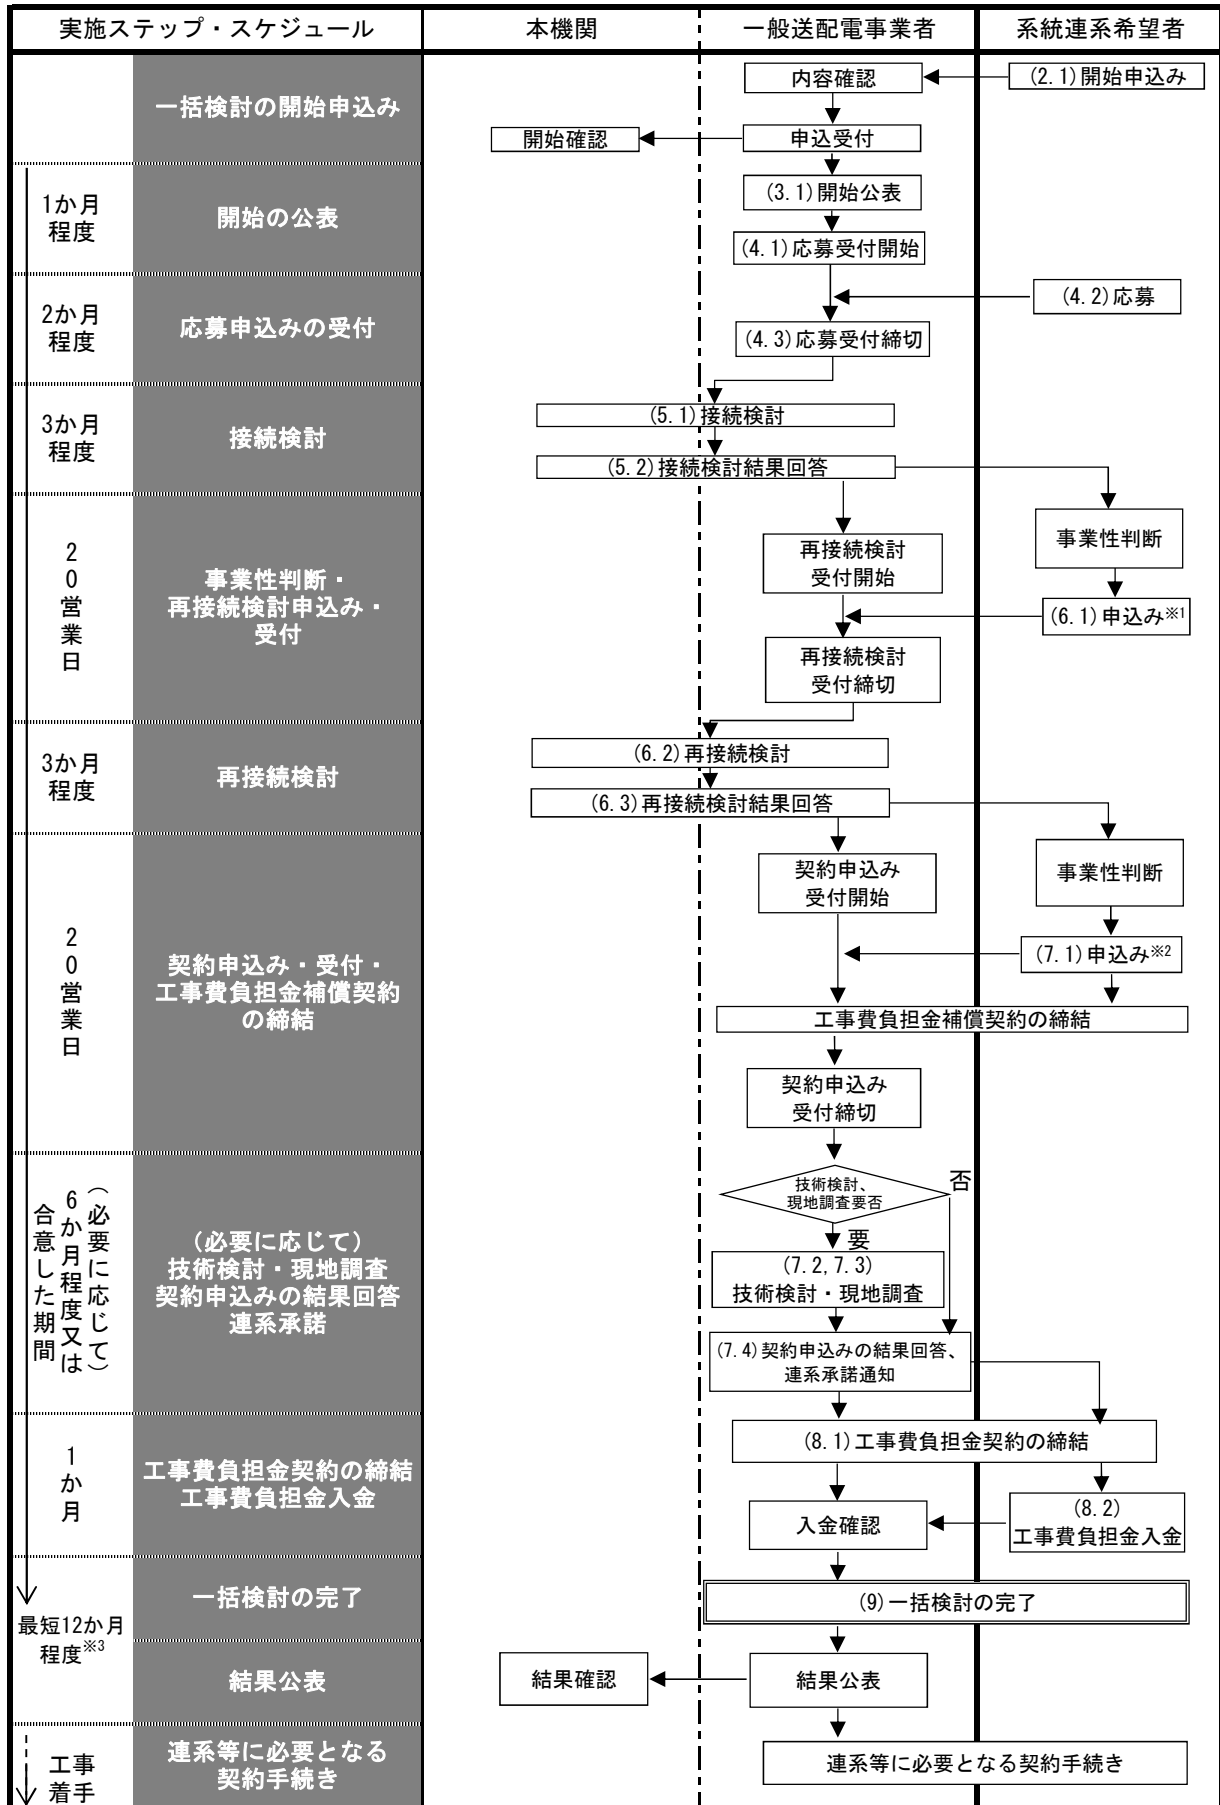 実施ステップ・スケジュール
本機関
一般送配電事業者
系統連系希望者
一括検討の開始申込み
内容確認
(2.1)開始申込み
開始確認
申込受付
1か月
程度
開始の公表
(3.1)開始公表
(4.1)応募受付開始
2か月
程度
応募申込みの受付
(4.2)応募
(4.3)応募受付締切
3か月
程度
接続検討
(5.1)接続検討
(5.2)接続検討結果回答
20営業日
事業性判断・
再接続検討申込み・
受付
再接続検討
受付開始
事業性判断
(6.1)申込み※1
再接続検討
受付締切
3か月
程度
再接続検討
(6.2)再接続検討
(6.3)再接続検討結果回答
20営業日
契約申込み・受付・
工事費負担金補償契約
の締結
契約申込み
受付開始
事業性判断
(7.1)申込み※2
工事費負担金補償契約の締結
契約申込み
受付締切
(必要に応じて)
6か月程度又は
合意した期間
(必要に応じて)
技術検討・現地調査
契約申込みの結果回答
連系承諾
技術検討、
現地調査要否
否
要
(7.2,7.3)
技術検討・現地調査
(7.4)契約申込みの結果回答、
連系承諾通知
1か月
工事費負担金契約の締結
工事費負担金入金
(8.1)工事費負担金契約の締結
入金確認
(8.2)
工事費負担金入金
最短12か月
程度※3
一括検討の完了
(9)一括検討の完了
結果公表
結果確認
結果公表
工事
着手
連系等に必要となる
契約手続き
連系等に必要となる契約手続き